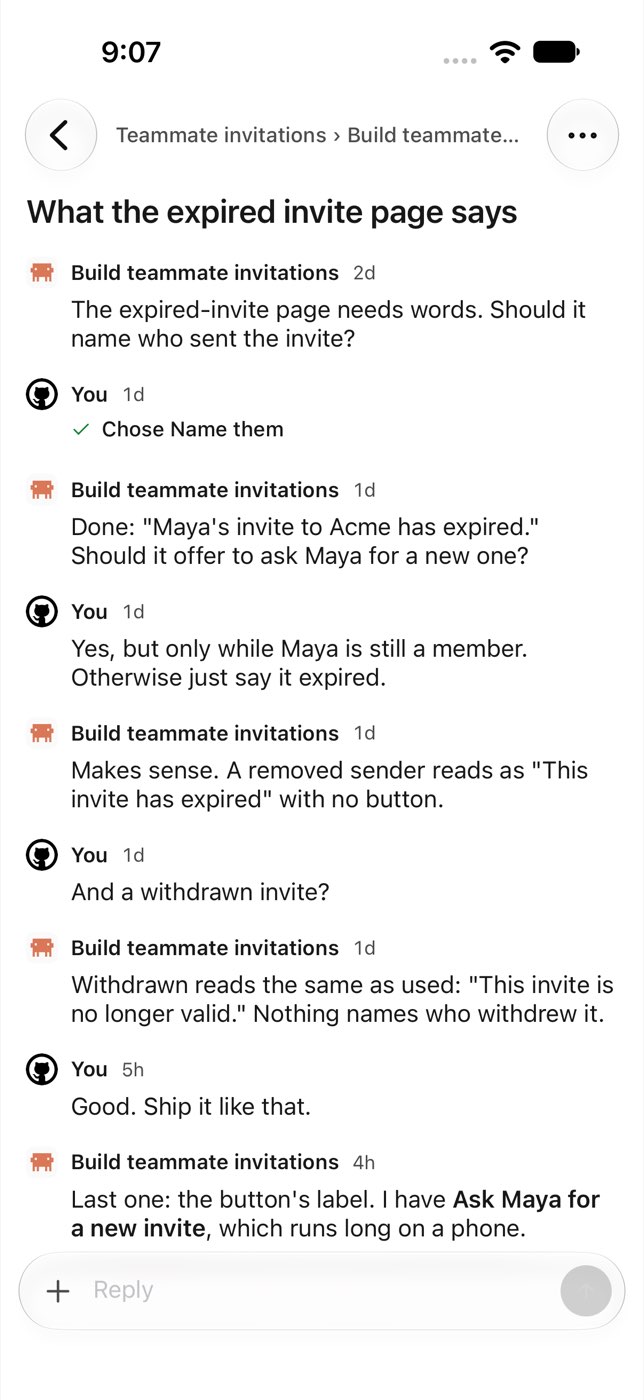 9:07
Teammate invitations › Build teammate...
What the expired invite page says
Build teammate invitations 2d
The expired-invite page needs words. Should it
name who sent the invite?
You 1d
✓ Chose Name them
Build teammate invitations 1d
Done: "Maya's invite to Acme has expired."
Should it offer to ask Maya for a new one?
You 1d
Yes, but only while Maya is still a member.
Otherwise just say it expired.
Build teammate invitations 1d
Makes sense. A removed sender reads as "This
invite has expired" with no button.
You 1d
And a withdrawn invite?
Build teammate invitations 1d
Withdrawn reads the same as used: "This invite is
no longer valid." Nothing names who withdrew it.
You 5h
Good. Ship it like that.
Build teammate invitations 4h
Last one: the button's label. I have Ask Maya for
a new invite, which runs long on a phone.
Reply